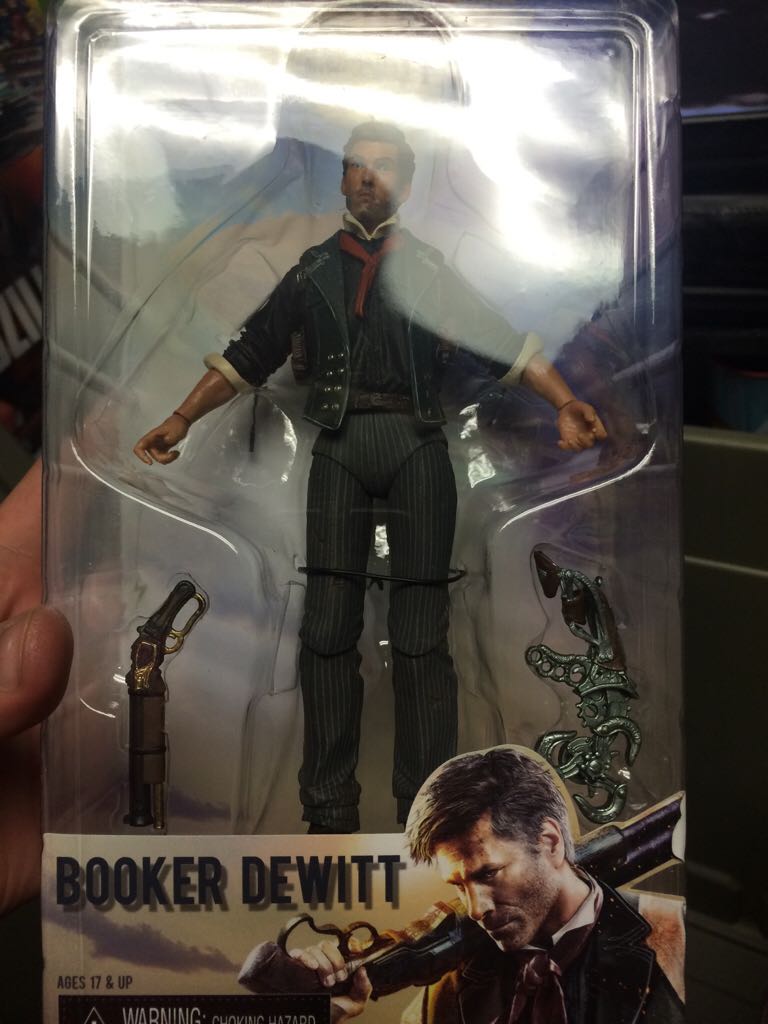 BOOKER DEWITT
AGES 17 & UP
WARNING: CHOKING HAZARD